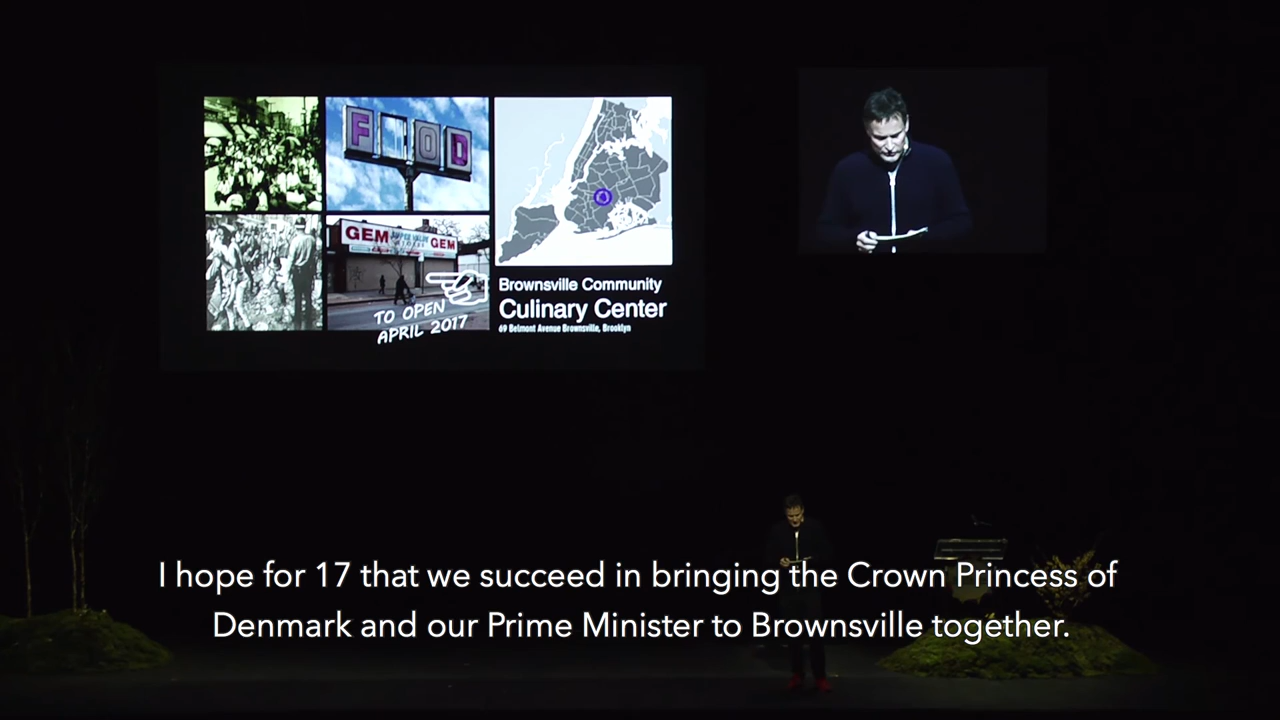 FOOD
GEM
GEM
TO OPEN
APRIL 2017
Brownsville Community
Culinary Center
69 Belmont Avenue Brownsville, Brooklyn
I hope for 17 that we succeed in bringing the Crown Princess of
Denmark and our Prime Minister to Brownsville together.